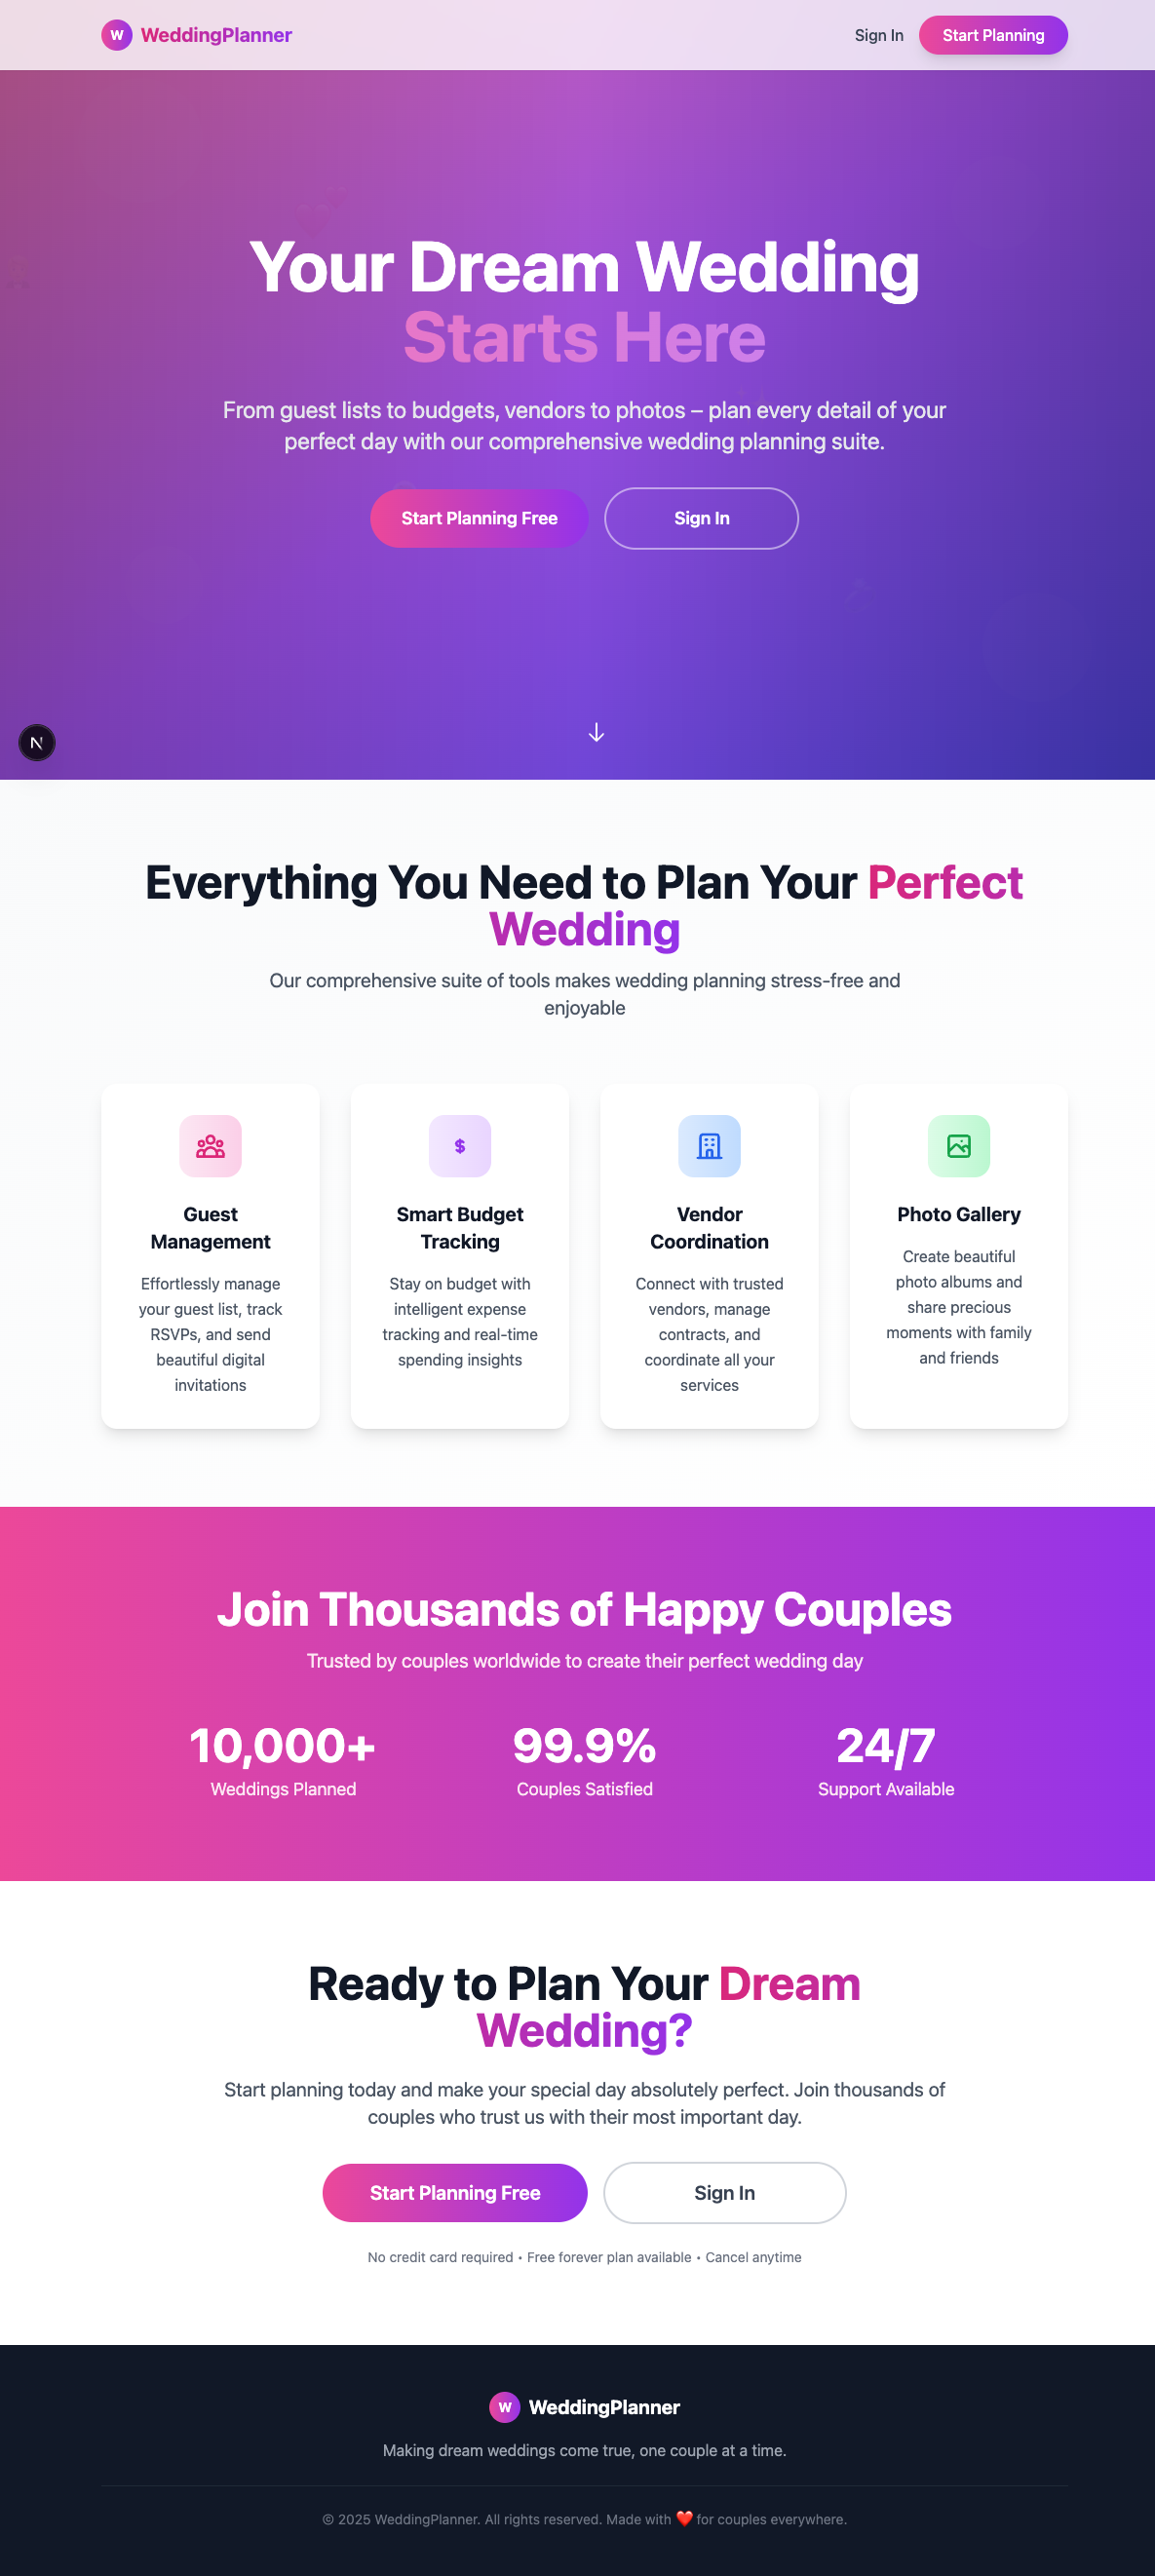 W WeddingPlanner
Sign In
Start Planning
Your Dream Wedding
Starts Here
From guest lists to budgets, vendors to photos – plan every detail of your
perfect day with our comprehensive wedding planning suite.
Start Planning Free
Sign In
N
Everything You Need to Plan Your Perfect
Wedding
Our comprehensive suite of tools makes wedding planning stress-free and
enjoyable
Guest
Management
Effortlessly manage
your guest list, track
RSVPs, and send
beautiful digital
invitations
$
Smart Budget
Tracking
Stay on budget with
intelligent expense
tracking and real-time
spending insights
Vendor
Coordination
Connect with trusted
vendors, manage
contracts, and
coordinate all your
services
Photo Gallery
Create beautiful
photo albums and
share precious
moments with family
and friends
Join Thousands of Happy Couples
Trusted by couples worldwide to create their perfect wedding day
10,000+
Weddings Planned
99.9%
Couples Satisfied
24/7
Support Available
Ready to Plan Your Dream
Wedding?
Start planning today and make your special day absolutely perfect. Join thousands of
couples who trust us with their most important day.
Start Planning Free
Sign In
No credit card required • Free forever plan available • Cancel anytime
W WeddingPlanner
Making dream weddings come true, one couple at a time.
© 2025 WeddingPlanner. All rights reserved. Made with ❤️ for couples everywhere.